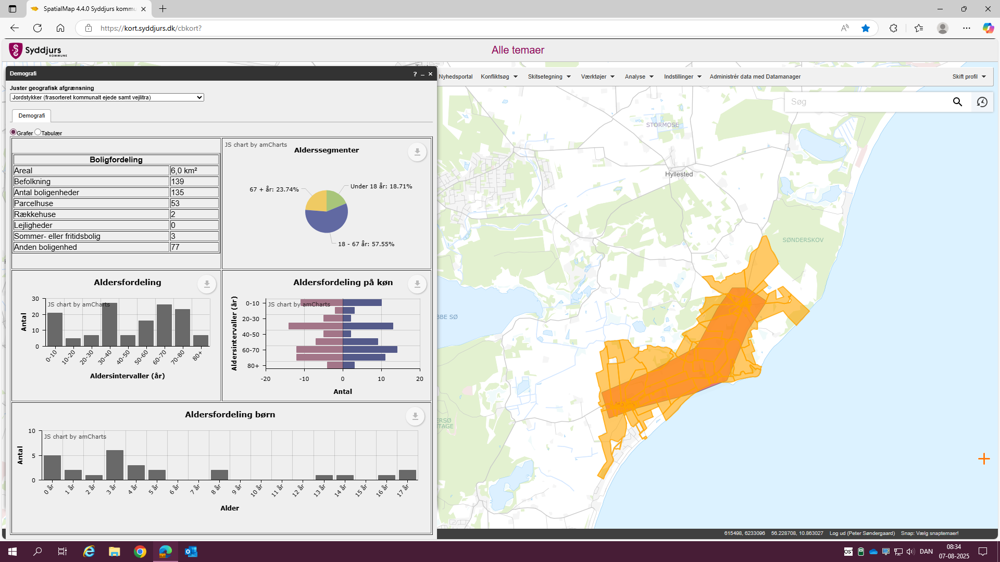 SpatialMap 4.4.0 Syddjurs kommu
https://kort.syddjurs.dk/cbkort?
Syddjurs
KOMMUNE
Alle temaer
Demografi
?
Nyhedsportal
Konfliktsøg
Skitsetegning
Værktøjer
Analyse
Indstillinger
Administrér data med Datamanager
Skift profil
Søg
Juster geografisk afgrænsning
Jordstykker (frasorteret kommunalt ejede samt vejlitra)
Demografi
Grafer
Tabulær
Boligfordeling
Areal 6,0 km²
Befolkning 139
Antal boligenheder 135
Parcelhuse 53
Rækkehuse 2
Lejligheder 0
Sommer- eller fritidsbolig 3
Anden boligenhed 77
JS chart by amCharts
Alderssegmenter
67 + år: 23.74%
Under 18 år: 18.71%
18 - 67 år: 57.55%
Aldersfordeling
JS chart by amCharts
Antal
30
20
10
0
0-10
10-20
20-30
30-40
40-50
50-60
60-70
70-80
80+
Aldersintervaller (år)
Aldersfordeling på køn
JS chart by amCharts
Aldersintervaller (år)
0-10
20-30
40-50
60-70
80+
-20
-10
0
10
20
Antal
Aldersfordeling børn
JS chart by amCharts
Antal
10
5
0
0 år
1 år
2 år
3 år
4 år
5 år
6 år
7 år
8 år
9 år
10 år
11 år
12 år
13 år
14 år
15 år
16 år
17 år
Alder
STORMOSE
Hyllested
SØNDERSKOV
BBE SØ
ERSØ
TAGE
615498, 6233096
56.228708, 10.863027
Log ud (Peter Søndergaard)
Snap: Vælg snaptemaer!
DAN
08:34
07-08-2025